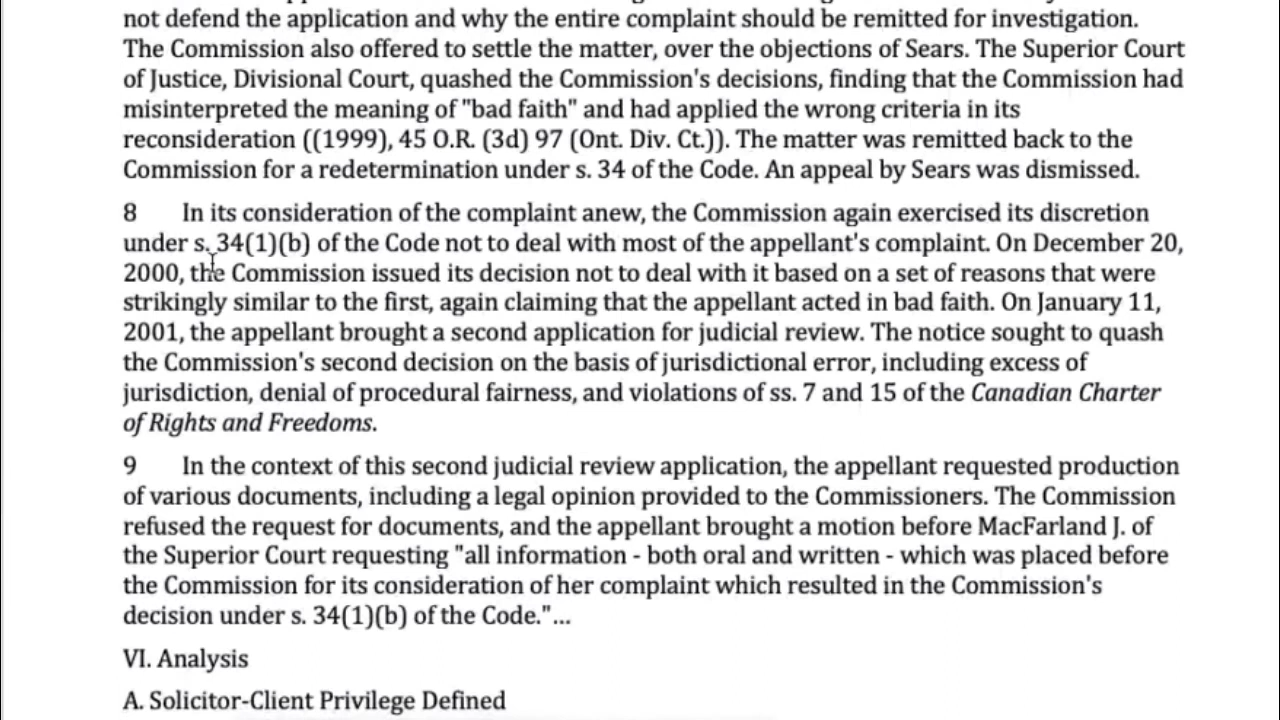 not defend the application and why the entire complaint should be remitted for investigation.
The Commission also offered to settle the matter, over the objections of Sears. The Superior Court
of Justice, Divisional Court, quashed the Commission's decisions, finding that the Commission had
misinterpreted the meaning of "bad faith" and had applied the wrong criteria in its
reconsideration ((1999), 45 O.R. (3d) 97 (Ont. Div. Ct.)). The matter was remitted back to the
Commission for a redetermination under s. 34 of the Code. An appeal by Sears was dismissed.
8 In its consideration of the complaint anew, the Commission again exercised its discretion
under s. 34(1)(b) of the Code not to deal with most of the appellant's complaint. On December 20,
2000, the Commission issued its decision not to deal with it based on a set of reasons that were
strikingly similar to the first, again claiming that the appellant acted in bad faith. On January 11,
2001, the appellant brought a second application for judicial review. The notice sought to quash
the Commission's second decision on the basis of jurisdictional error, including excess of
jurisdiction, denial of procedural fairness, and violations of ss. 7 and 15 of the Canadian Charter
of Rights and Freedoms.
9 In the context of this second judicial review application, the appellant requested production
of various documents, including a legal opinion provided to the Commissioners. The Commission
refused the request for documents, and the appellant brought a motion before MacFarland J. of
the Superior Court requesting "all information - both oral and written - which was placed before
the Commission for its consideration of her complaint which resulted in the Commission's
decision under s. 34(1)(b) of the Code."...
VI. Analysis
A. Solicitor-Client Privilege Defined